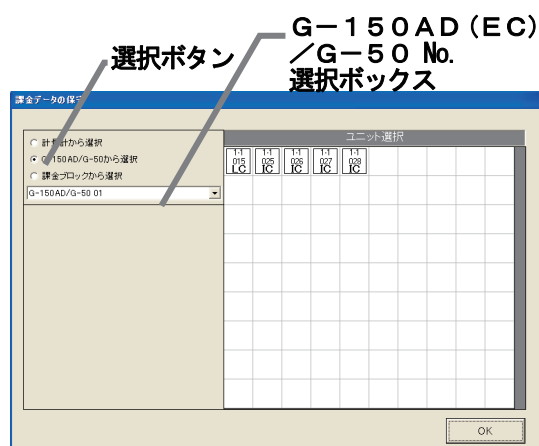 G－150AD(EC)
／G－50 No.
選択ボックス
選択ボタン
課金データの保守
計量計から選択
G-150AD/G-50から選択
課金ブロックから選択
G-150AD/G-50 01
ユニット選択
1-1 1-1 1-1 1-1 1-1
015 025 026 027 028
LC IC IC IC IC
OK